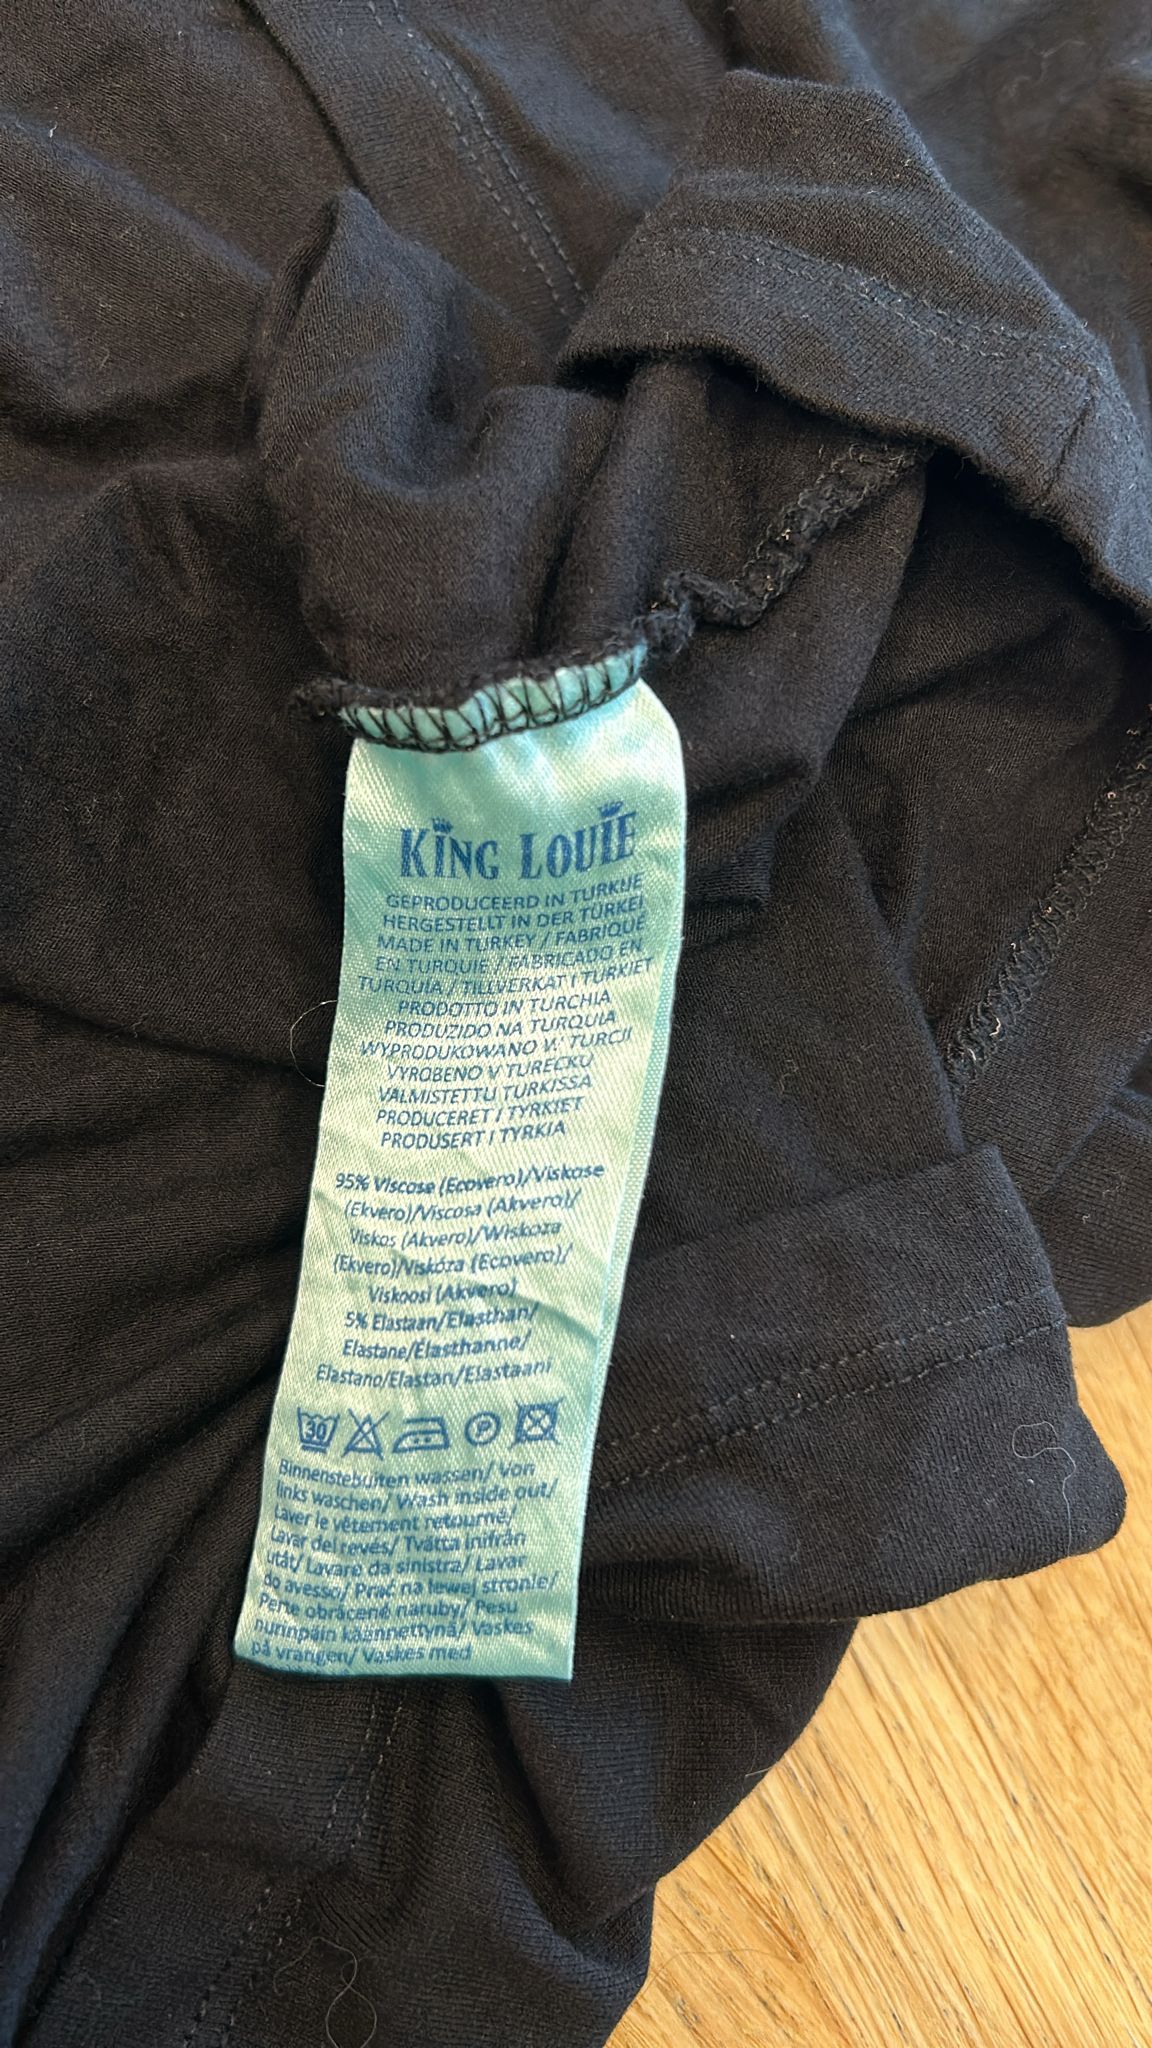 KING LOUIE
GEPRODUCEERD IN TURKIJE
HERGESTELLT IN DER TÜRKEI
MADE IN TURKEY / FABRIQUÉ
EN TURQUIE / FABRICADO EN
TURQUÍA / TILLVERKAT I TURKIET
PRODOTTO IN TURCHIA
PRODUZIDO NA TURQUIA
WYPRODUKOWANO W TURCJI
VYROBENO V TURECKU
VALMISTETTU TURKISSA
PRODUCERET I TYRKIET
PRODUSERT I TYRKIA
95% Viscose (Ecovero)/Viskose
(Ekvero)/Viscosa (Akvero)/
Viskos (Akvero)/Wiskoza
(Ekvero)/Viskóza (Ecovero)/
Viskoosi (Akvero)
5% Elastaan/Elasthan/
Elastane/Élasthanne/
Elastano/Elastan/Elastaani
30 P
Binnenstebuiten wassen/ Von
links waschen/ Wash inside out/
Laver le vêtement retourné/
Lavar del revés/ Tvätta inifrån
utåt/ Lavare da sinistra/ Lavar
do avesso/ Prać na lewej stronie/
Perte obráceně naruby/ Pesu
nurinpäin käännettynä/ Vaskes
på vrangen/ Vaskes med